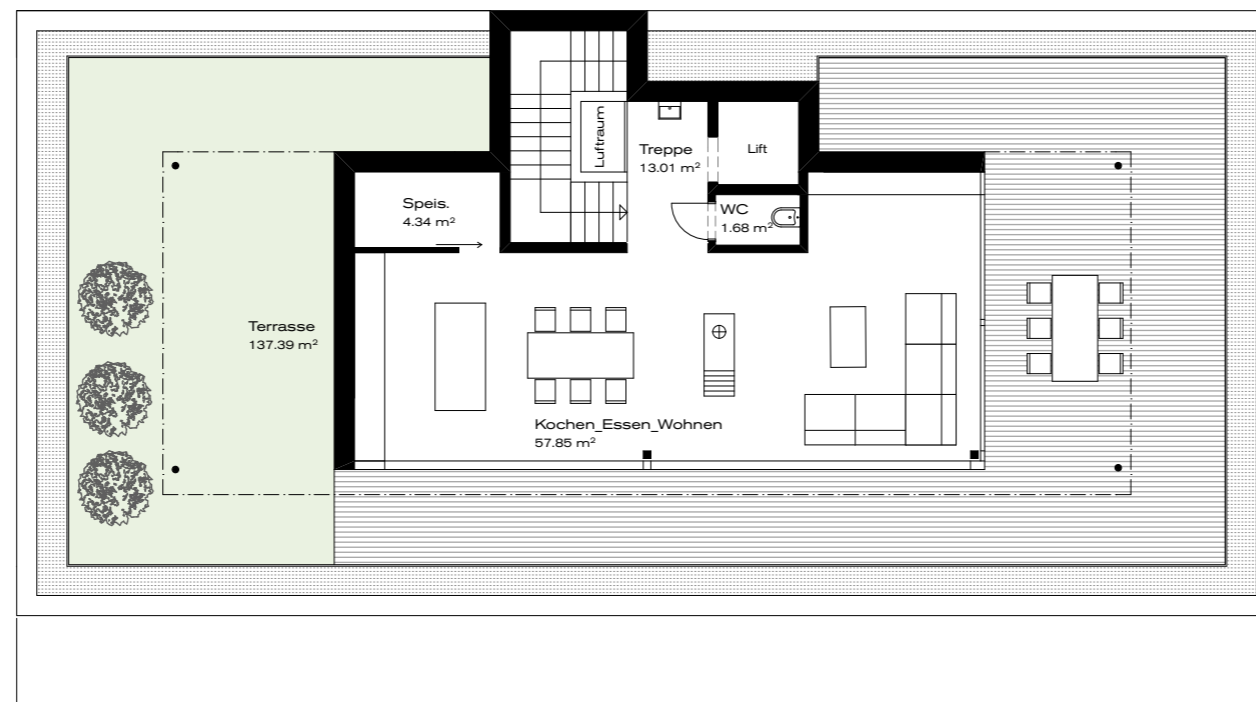 Luftraum
Treppe
13.01 m²
Lift
Speis.
4.34 m²
WC
1.68 m²
Terrasse
137.39 m²
Kochen_Essen_Wohnen
57.85 m²